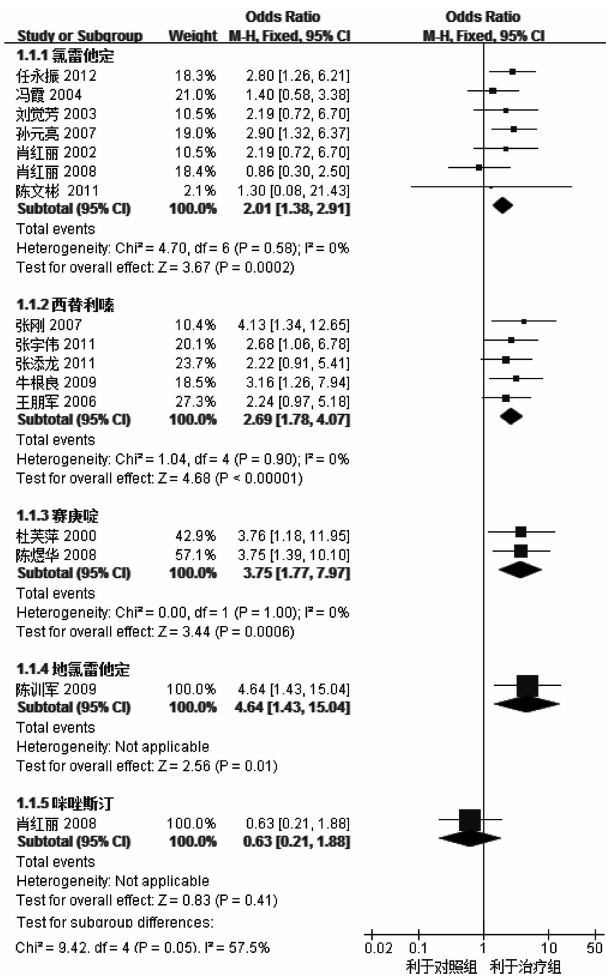 Odds Ratio Odds Ratio
Study or Subgroup Weight M-H, Fixed, 95% CI M-H, Fixed, 95% CI
1.1.1 氯雷他定
任永振 2012 18.3% 2.80 [1.26, 6.21]
冯霞 2004 21.0% 1.40 [0.58, 3.38]
刘觉芳 2003 10.5% 2.19 [0.72, 6.70]
孙元亮 2007 19.0% 2.90 [1.32, 6.37]
肖红丽 2002 10.5% 2.19 [0.72, 6.70]
肖红丽 2008 18.4% 0.86 [0.30, 2.50]
陈文彬 2011 2.1% 1.30 [0.08, 21.43]
Subtotal (95% CI) 100.0% 2.01 [1.38, 2.91]
Total events
Heterogeneity: Chi² = 4.70, df = 6 (P = 0.58); I² = 0%
Test for overall effect: Z = 3.67 (P = 0.0002)
1.1.2 西替利嗪
张刚 2007 10.4% 4.13 [1.34, 12.65]
张宇伟 2011 20.1% 2.68 [1.06, 6.78]
张添龙 2011 23.7% 2.22 [0.91, 5.41]
牛根良 2009 18.5% 3.16 [1.26, 7.94]
王朋军 2006 27.3% 2.24 [0.97, 5.18]
Subtotal (95% CI) 100.0% 2.69 [1.78, 4.07]
Total events
Heterogeneity: Chi² = 1.04, df = 4 (P = 0.90); I² = 0%
Test for overall effect: Z = 4.68 (P < 0.00001)
1.1.3 赛庚啶
杜芙萍 2000 42.9% 3.76 [1.18, 11.95]
陈煜华 2008 57.1% 3.75 [1.39, 10.10]
Subtotal (95% CI) 100.0% 3.75 [1.77, 7.97]
Total events
Heterogeneity: Chi² = 0.00, df = 1 (P = 1.00); I² = 0%
Test for overall effect: Z = 3.44 (P = 0.0006)
1.1.4 地氯雷他定
陈训军 2009 100.0% 4.64 [1.43, 15.04]
Subtotal (95% CI) 100.0% 4.64 [1.43, 15.04]
Total events
Heterogeneity: Not applicable
Test for overall effect: Z = 2.56 (P = 0.01)
1.1.5 咪唑斯汀
肖红丽 2008 100.0% 0.63 [0.21, 1.88]
Subtotal (95% CI) 100.0% 0.63 [0.21, 1.88]
Total events
Heterogeneity: Not applicable
Test for overall effect: Z = 0.83 (P = 0.41)
Test for subgroup differences:
Chi² = 9.42, df = 4 (P = 0.05), I² = 57.5%
0.02 0.1 1 10 50
利于对照组 利于治疗组